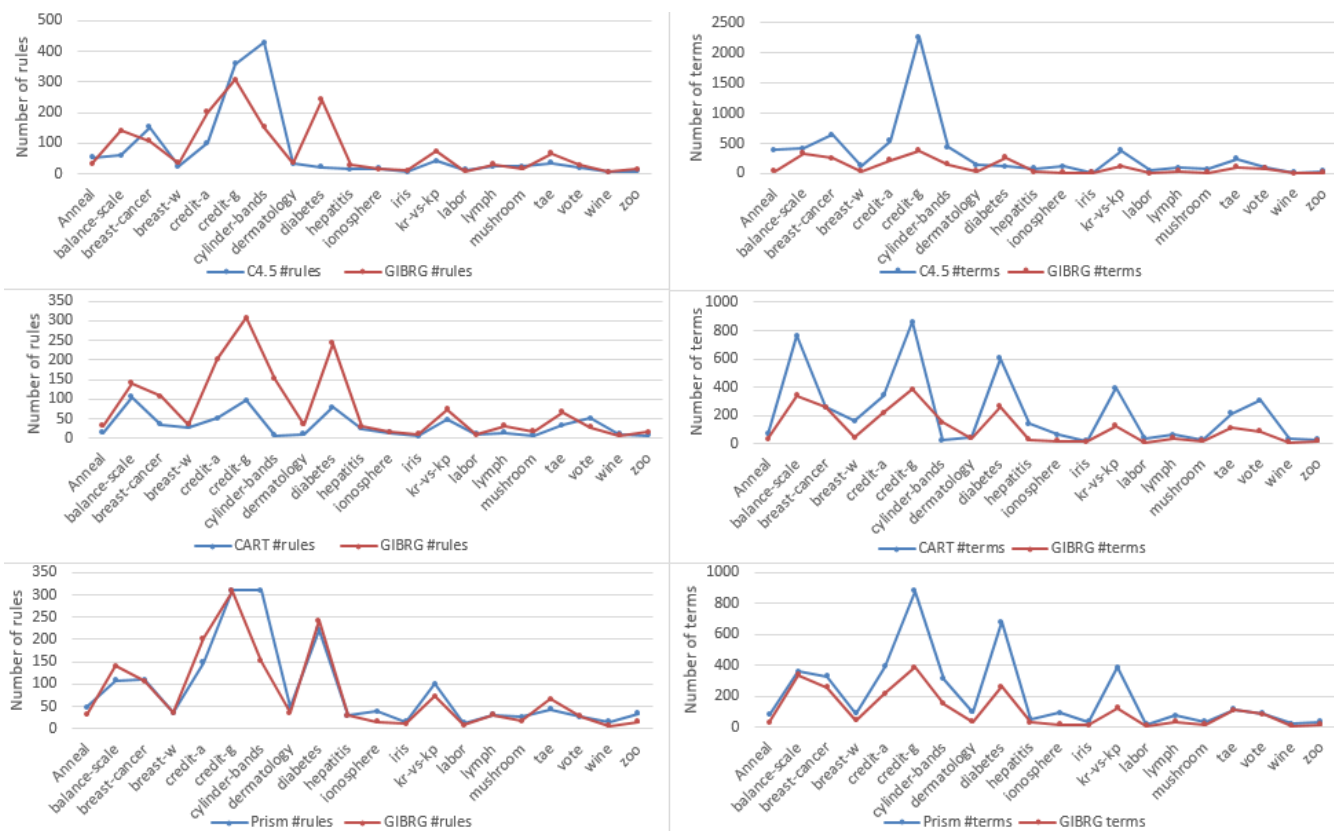 Number of rules
500
400
300
200
100
0
Anneal
balance-scale
breast-cancer
breast-w
credit-a
credit-g
cylinder-bands
dermatology
diabetes
hepatitis
ionosphere
iris
kr-vs-kp
labor
lymph
mushroom
tae
vote
wine
zoo
C4.5 #rules GIBRG #rules
Number of terms
2500
2000
1500
1000
500
0
Anneal
balance-scale
breast-cancer
breast-w
credit-a
credit-g
cylinder-bands
dermatology
diabetes
hepatitis
ionosphere
iris
kr-vs-kp
labor
lymph
mushroom
tae
vote
wine
zoo
C4.5 #terms GIBRG #terms
Number of rules
350
300
250
200
150
100
50
0
Anneal
balance-scale
breast-cancer
breast-w
credit-a
credit-g
cylinder-bands
dermatology
diabetes
hepatitis
ionosphere
iris
kr-vs-kp
labor
lymph
mushroom
tae
vote
wine
zoo
CART #rules GIBRG #rules
Number of terms
1000
800
600
400
200
0
Anneal
balance-scale
breast-cancer
breast-w
credit-a
credit-g
cylinder-bands
dermatology
diabetes
hepatitis
ionosphere
iris
kr-vs-kp
labor
lymph
mushroom
tae
vote
wine
zoo
CART #terms GIBRG #terms
Number of rules
350
300
250
200
150
100
50
0
Anneal
balance-scale
breast-cancer
breast-w
credit-a
credit-g
cylinder-bands
dermatology
diabetes
hepatitis
ionosphere
iris
kr-vs-kp
labor
lymph
mushroom
tae
vote
wine
zoo
Prism #rules GIBRG #rules
Number of terms
1000
800
600
400
200
0
Anneal
balance-scale
breast-cancer
breast-w
credit-a
credit-g
cylinder-bands
dermatology
diabetes
hepatitis
ionosphere
iris
kr-vs-kp
labor
lymph
mushroom
tae
vote
wine
zoo
Prism #terms GIBRG terms